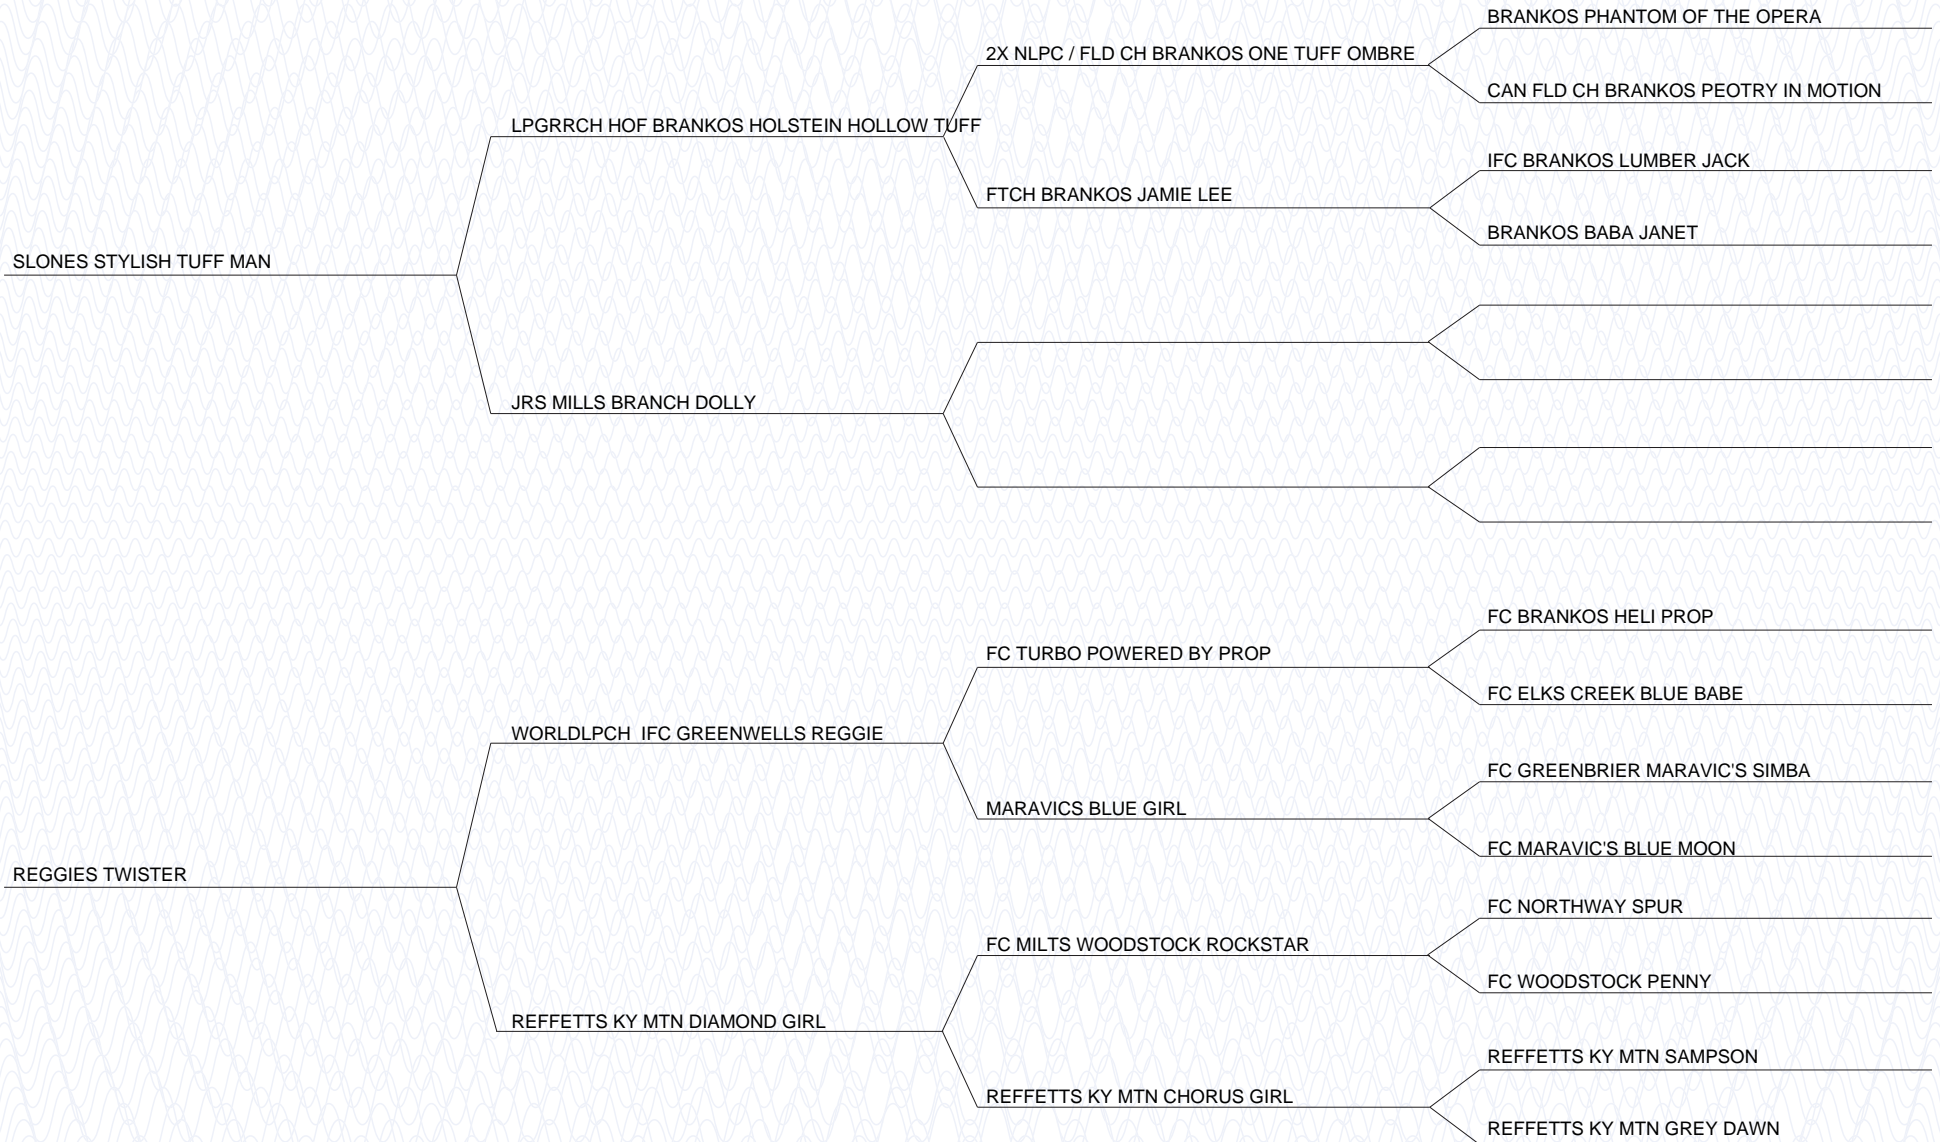 BRANKOS PHANTOM OF THE OPERA
2X NLPC / FLD CH BRANKOS ONE TUFF OMBRE
CAN FLD CH BRANKOS PEOTRY IN MOTION
LPGRRCH HOF BRANKOS HOLSTEIN HOLLOW TUFF
IFC BRANKOS LUMBER JACK
FTCH BRANKOS JAMIE LEE
BRANKOS BABA JANET
SLONES STYLISH TUFF MAN
JRS MILLS BRANCH DOLLY
FC BRANKOS HELI PROP
FC TURBO POWERED BY PROP
FC ELKS CREEK BLUE BABE
WORLDLPCH  IFC GREENWELLS REGGIE
FC GREENBRIER MARAVIC'S SIMBA
MARAVICS BLUE GIRL
FC MARAVIC'S BLUE MOON
REGGIES TWISTER
FC NORTHWAY SPUR
FC MILTS WOODSTOCK ROCKSTAR
FC WOODSTOCK PENNY
REFFETTS KY MTN DIAMOND GIRL
REFFETTS KY MTN SAMPSON
REFFETTS KY MTN CHORUS GIRL
REFFETTS KY MTN GREY DAWN